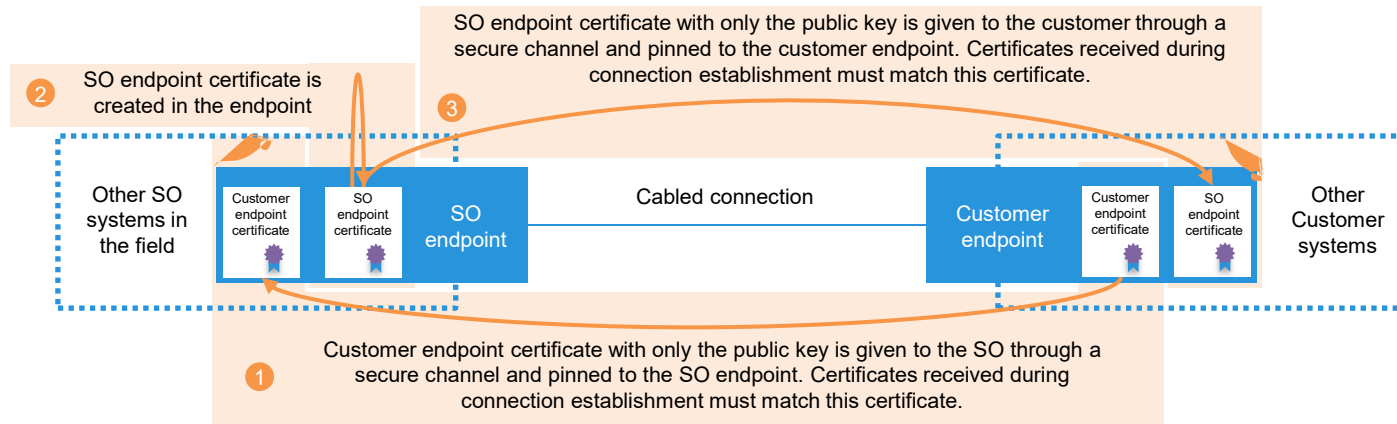 SO endpoint certificate with only the public key is given to the customer through a
secure channel and pinned to the customer endpoint. Certificates received during
connection establishment must match this certificate.
2
SO endpoint certificate is
created in the endpoint
3
Other SO
systems in
the field
Customer
endpoint
certificate
SO
endpoint
certificate
SO
endpoint
Cabled connection
Customer
endpoint
Customer
endpoint
certificate
SO
endpoint
certificate
Other
Customer
systems
1
Customer endpoint certificate with only the public key is given to the SO through a
secure channel and pinned to the SO endpoint. Certificates received during
connection establishment must match this certificate.